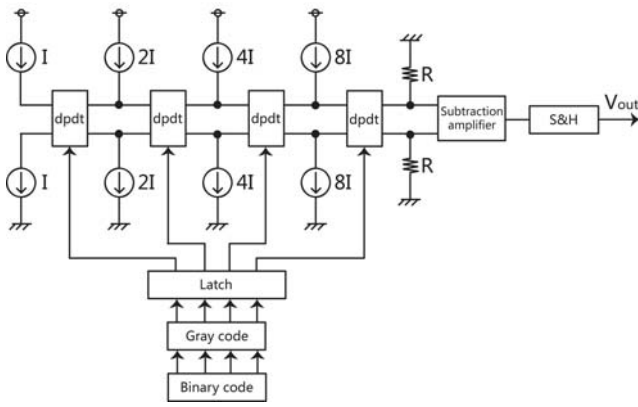 I
2I
4I
8I
R
dpdt
dpdt
dpdt
dpdt
Subtraction
amplifier
S&H
Vout
I
2I
4I
8I
R
Latch
Gray code
Binary code